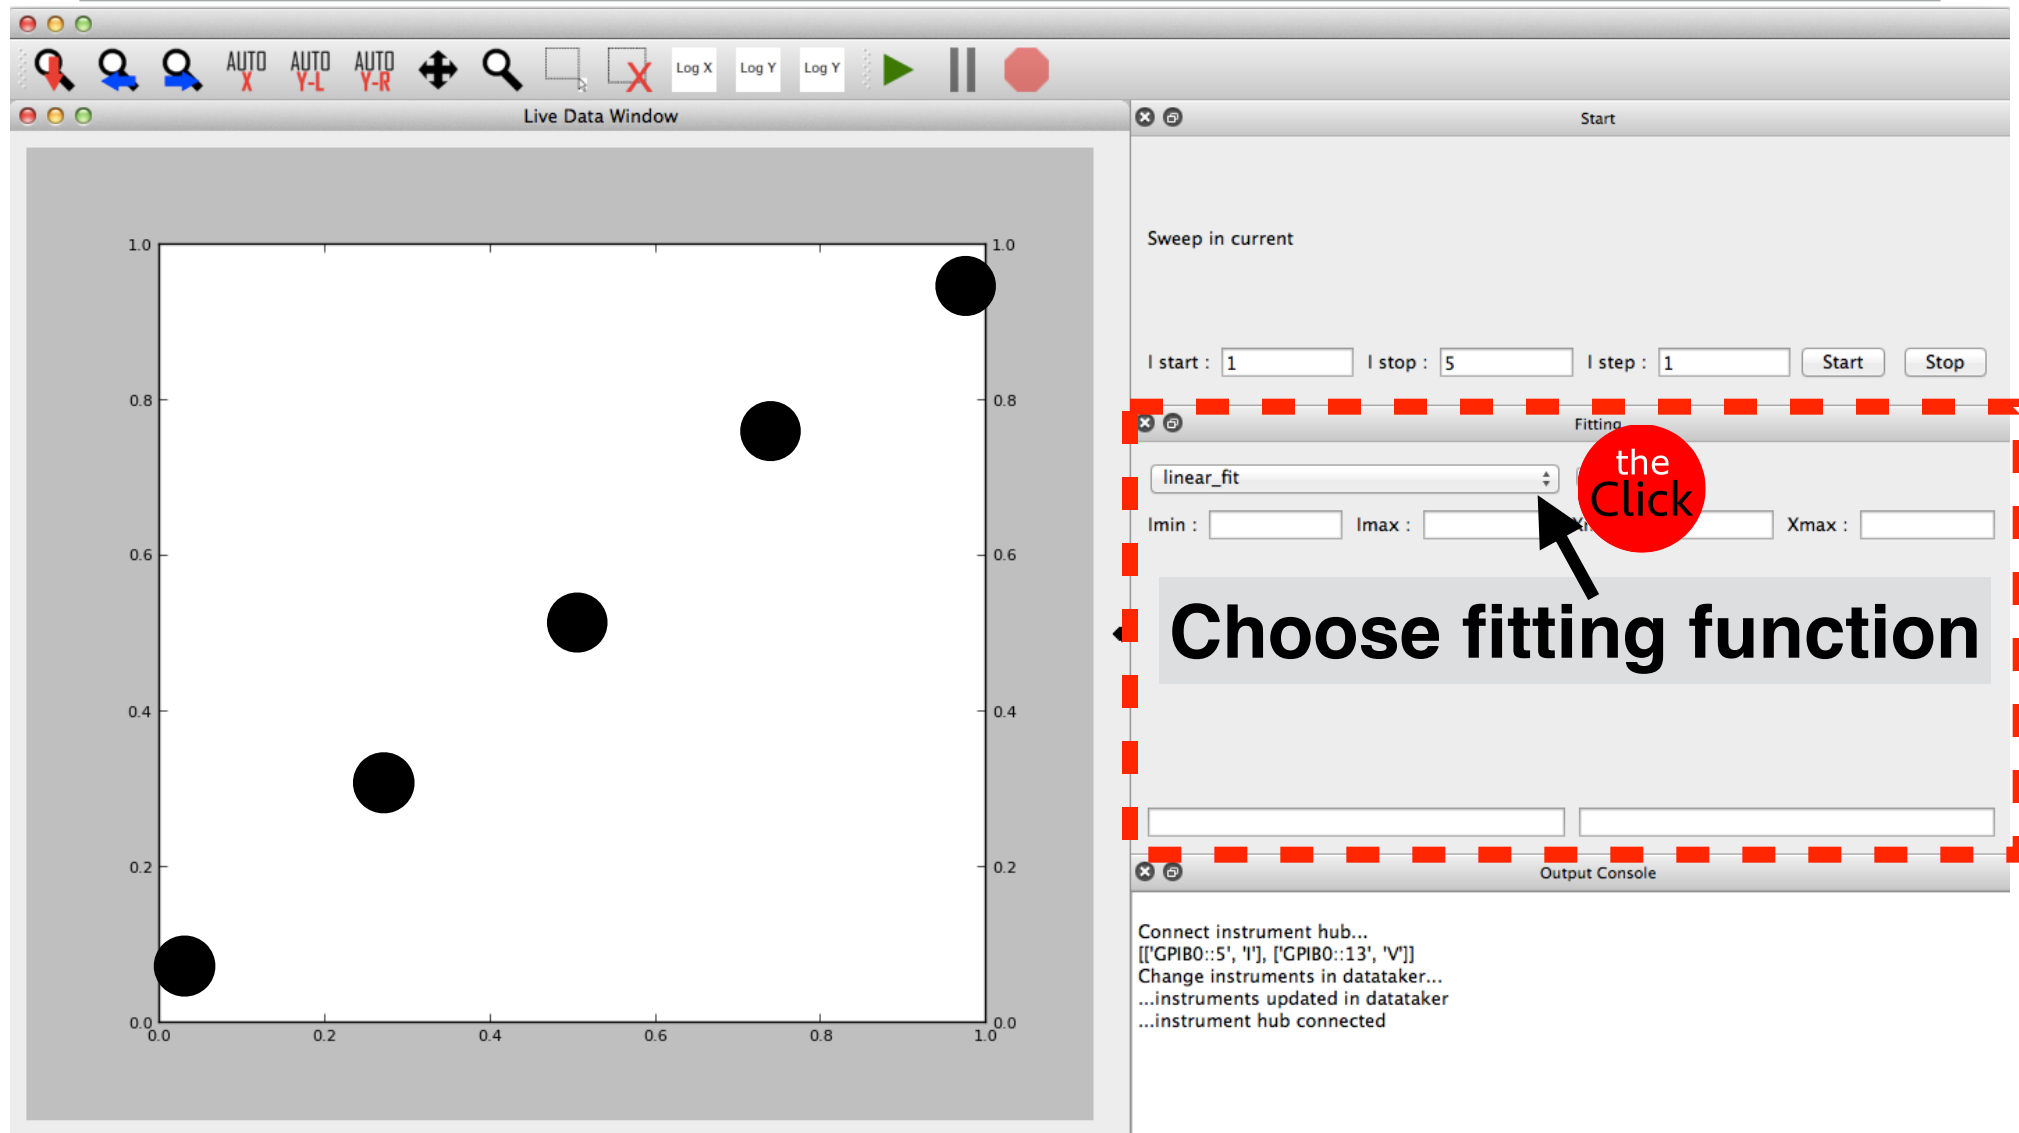 AUTO
X
AUTO
Y-L
AUTO
Y-R
Log X
Log Y
Log Y
Live Data Window
Start
1.0
1.0
0.8
0.8
0.6
0.6
0.4
0.4
0.2
0.2
0.0
0.0
0.0
0.2
0.4
0.6
0.8
1.0
Sweep in current
I start : 1 I stop : 5 I step : 1 Start Stop
Fitting
linear_fit
the
Click
Imin : Imax : Xmax :
Choose fitting function
Output Console
Connect instrument hub...
[['GPIB0::5', 'I'], ['GPIB0::13', 'V']]
Change instruments in datataker...
...instruments updated in datataker
...instrument hub connected